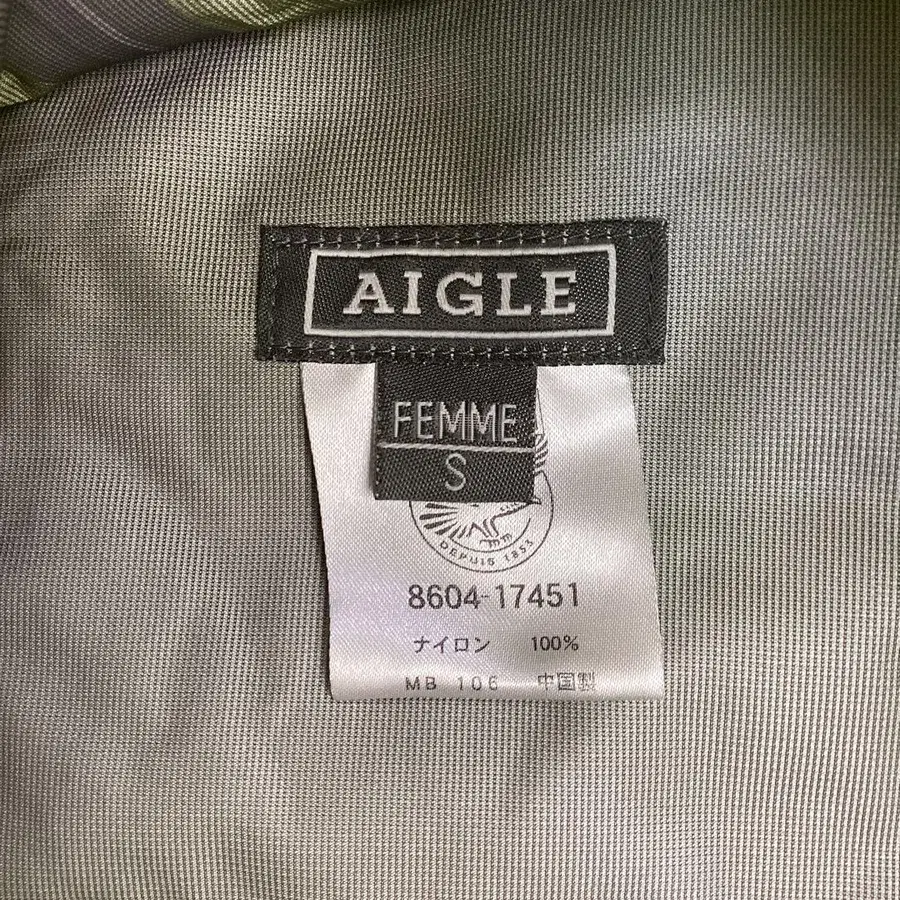 AIGLE
FEMME
S
DEPUIS 1853
8604-17451
ナイロン 100%
MB 106 中国製